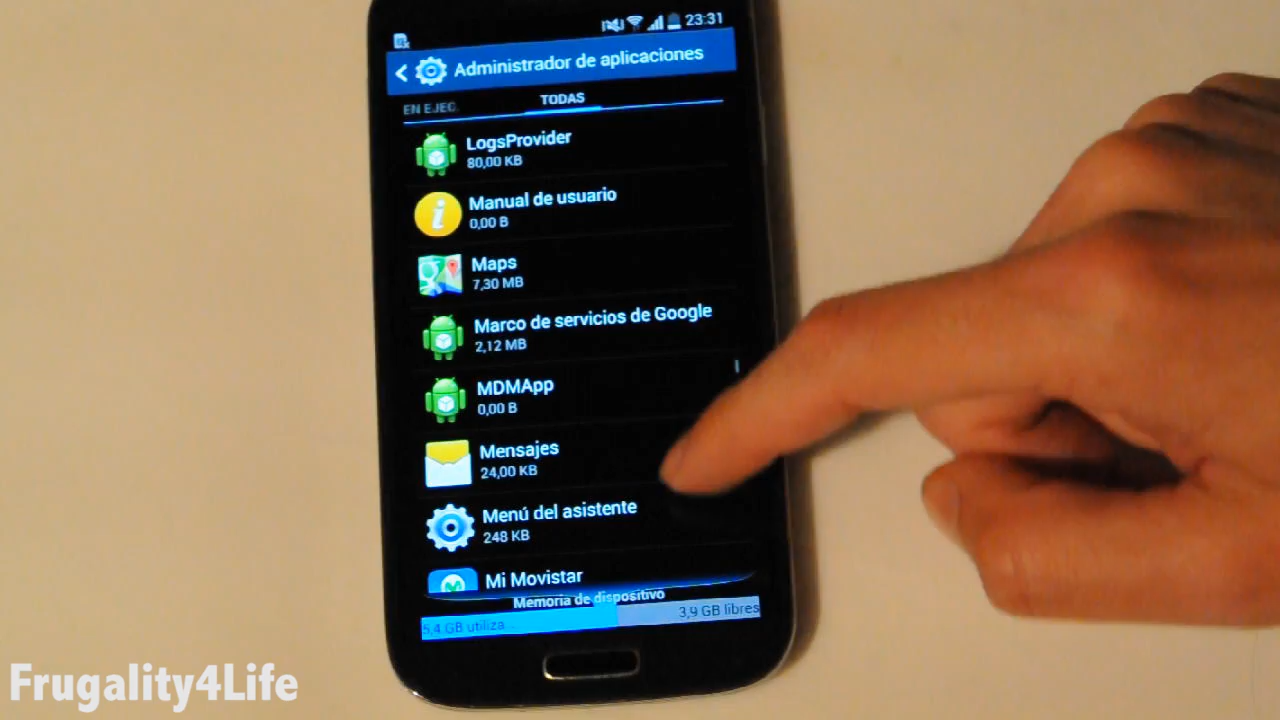 23:31
Administrador de aplicaciones
EN EJEC.
TODAS
LogsProvider
80,00 KB
Manual de usuario
0,00 B
Maps
7,30 MB
Marco de servicios de Google
2,12 MB
MDMApp
0,00 B
Mensajes
24,00 KB
Menú del asistente
248 KB
Mi Movistar
Memoria de dispositivo
5,4 GB utiliza...
3,9 GB libres
Frugality4Life